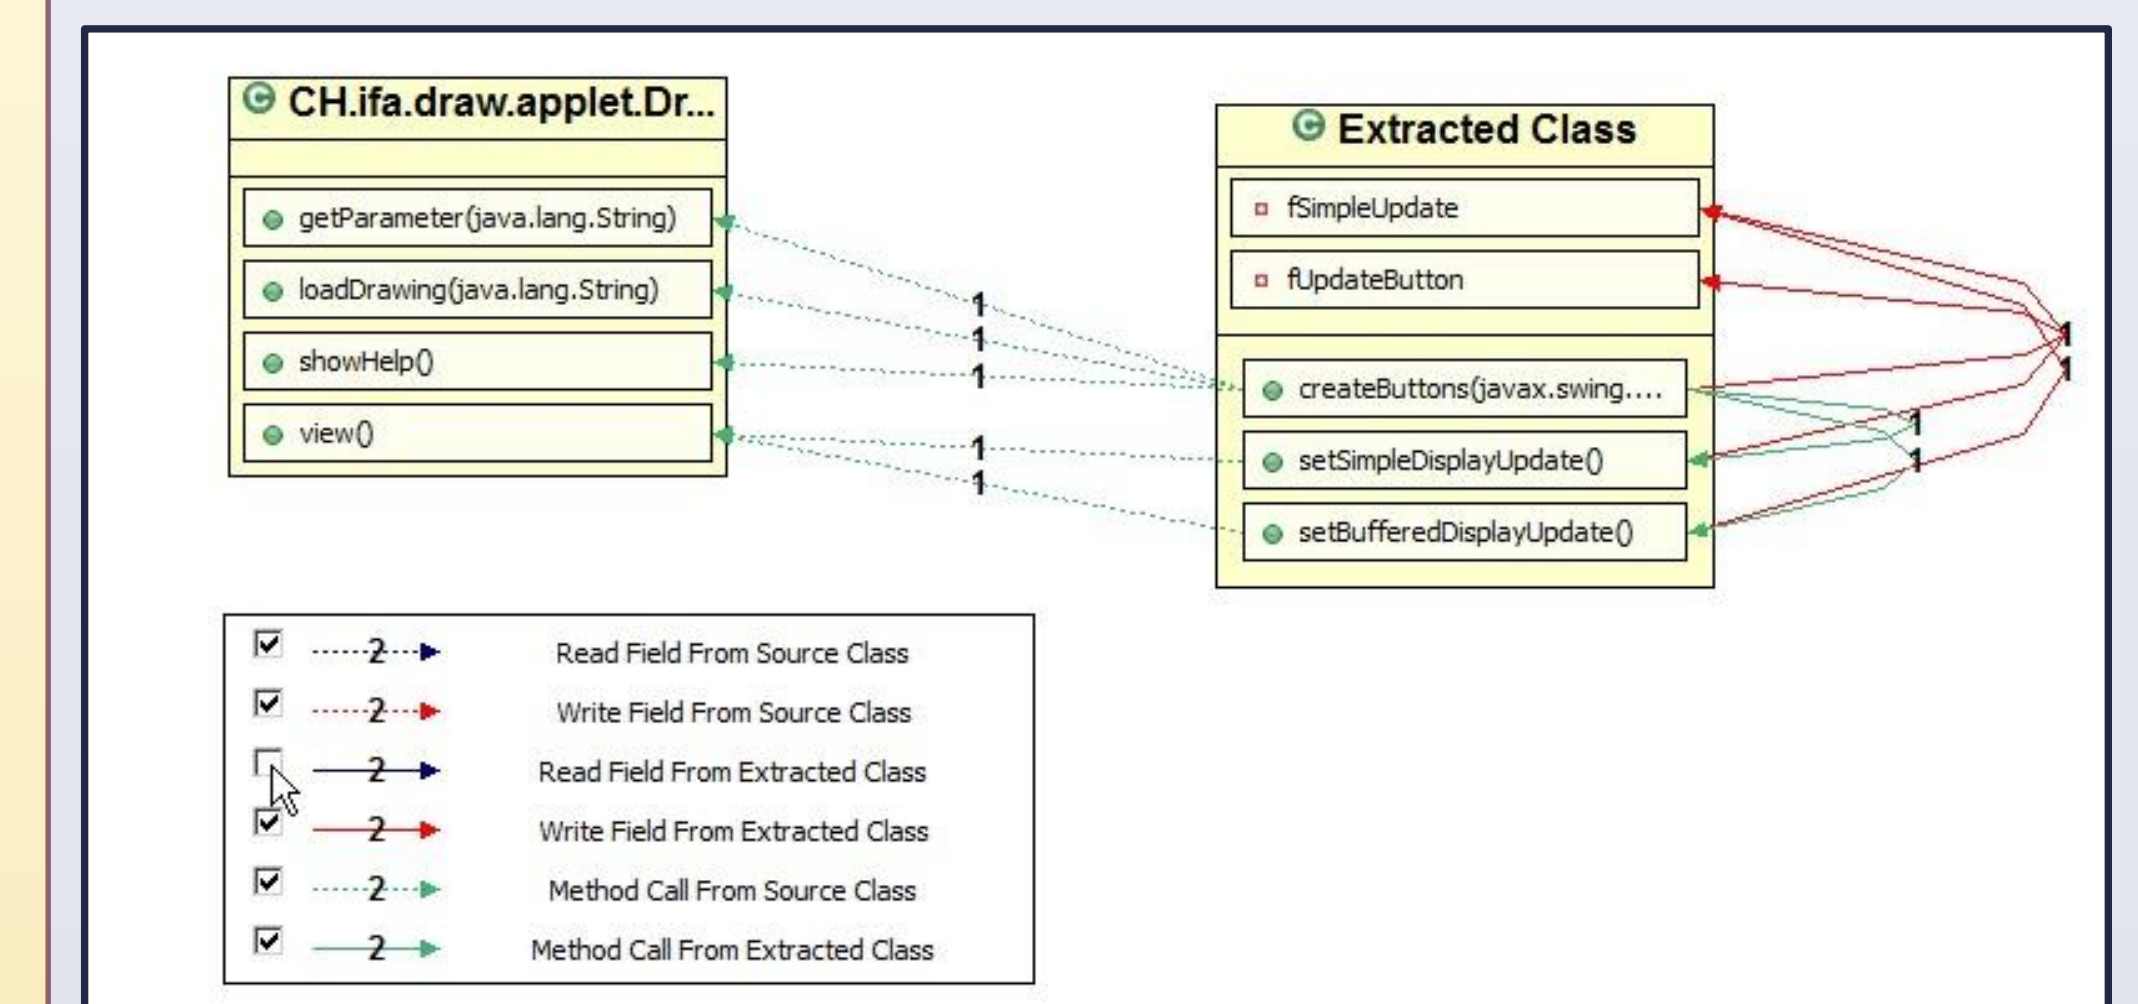 CH.ifa.draw.applet.Dr...
getParameter(java.lang.String)
loadDrawing(java.lang.String)
showHelp()
view()
1
1
1
1
1
Extracted Class
fSimpleUpdate
fUpdateButton
createButtons(javax.swing....
setSimpleDisplayUpdate()
setBufferedDisplayUpdate()
1
1
1
1
2 Read Field From Source Class
2 Write Field From Source Class
2 Read Field From Extracted Class
2 Write Field From Extracted Class
2 Method Call From Source Class
2 Method Call From Extracted Class